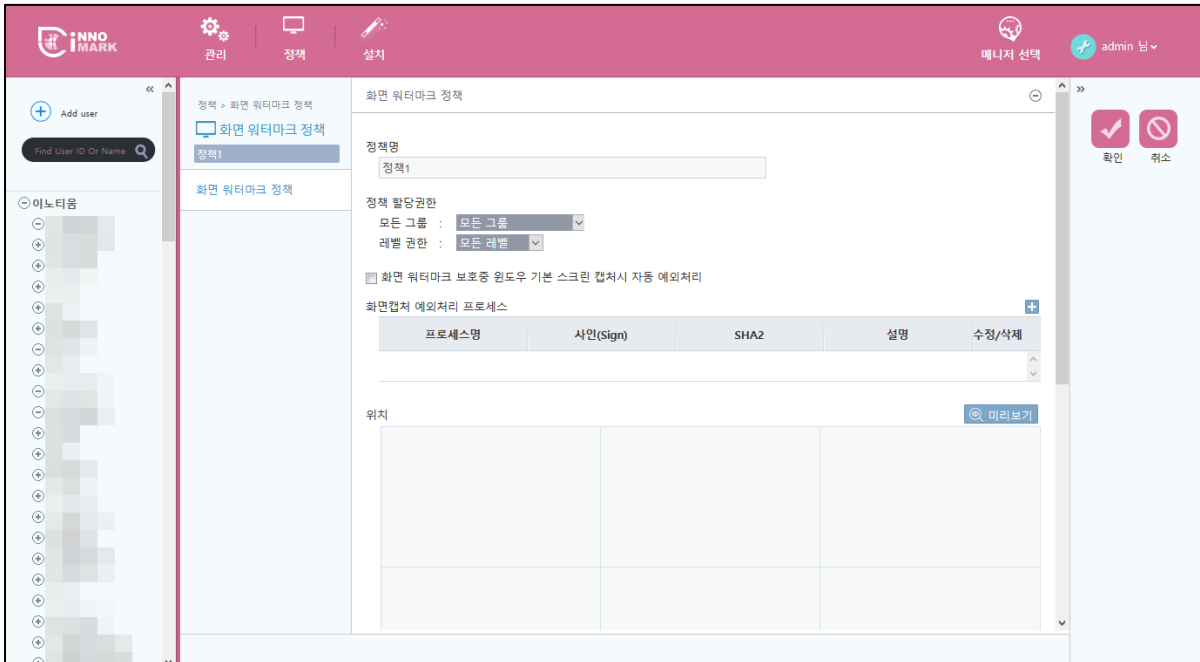 iNNO
MARK
관리
정책
설치
매니저 선택
admin 님
«
Add user
Find User ID Or Name
이노티움
정책 > 화면 워터마크 정책
화면 워터마크 정책
정책1
화면 워터마크 정책
화면 워터마크 정책
정책명
정책1
정책 할당권한
모든 그룹 : 모든 그룹
레벨 권한 : 모든 레벨
화면 워터마크 보호중 윈도우 기본 스크린 캡처시 자동 예외처리
화면캡처 예외처리 프로세스
프로세스명 사인(Sign) SHA2 설명 수정/삭제
위치 미리보기
»
확인 취소